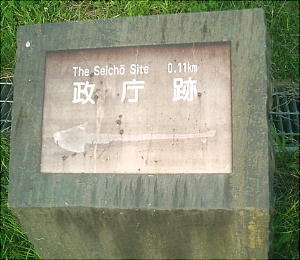 The Seichō Site 0.11km
政庁跡